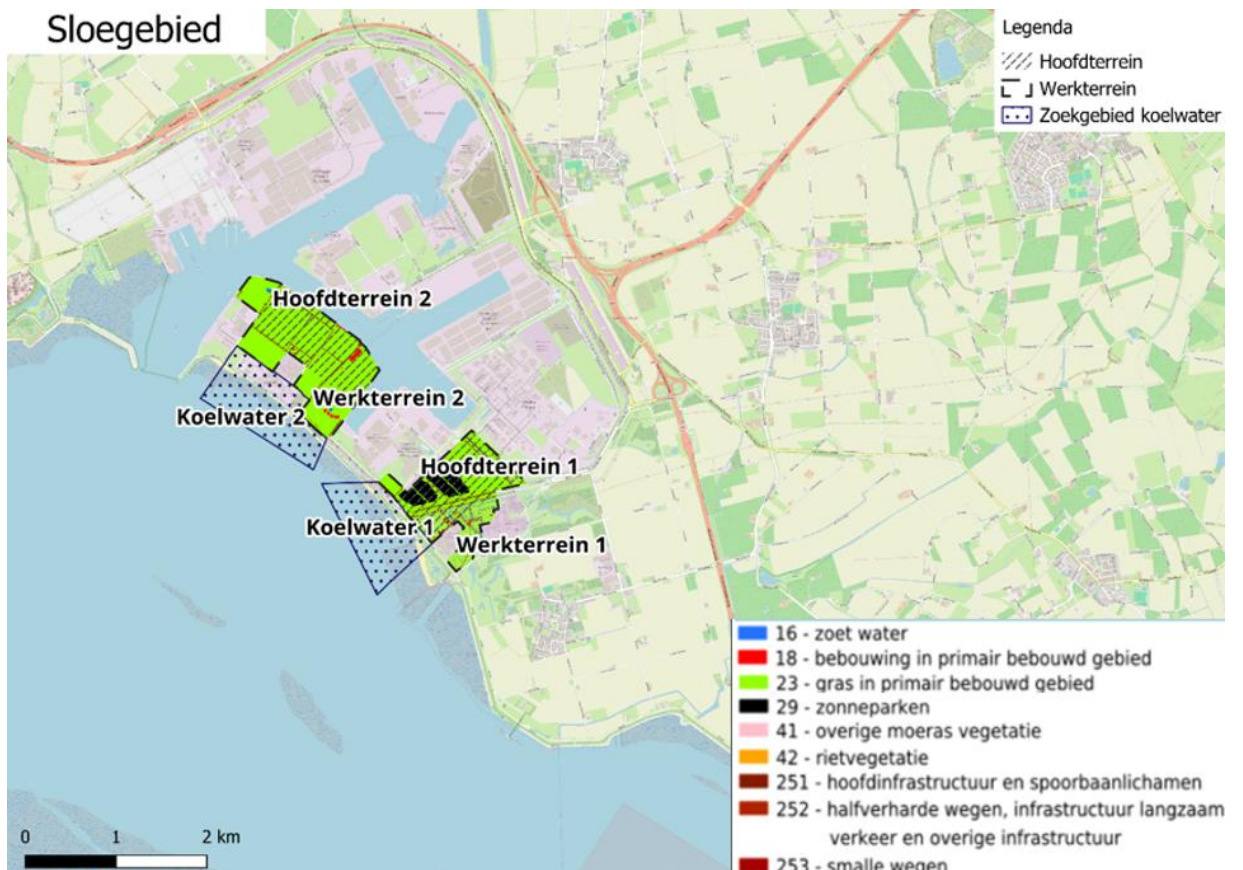 Sloegebied
Legenda
Hoofdterrein
Werkterrein
Zoekgebied koelwater
Hoofdterrein 2
Werkterrein 2
Koelwater 2
Hoofdterrein 1
Koelwater 1
Werkterrein 1
16 - zoet water
18 - bebouwing in primair bebouwd gebied
23 - gras in primair bebouwd gebied
29 - zonneparken
41 - overige moeras vegetatie
42 - rietvegetatie
251 - hoofdinfrastructuur en spoorbaanlichamen
252 - halfverharde wegen, infrastructuur langzaam
verkeer en overige infrastructuur
253 - smalle wegen
0 1 2 km